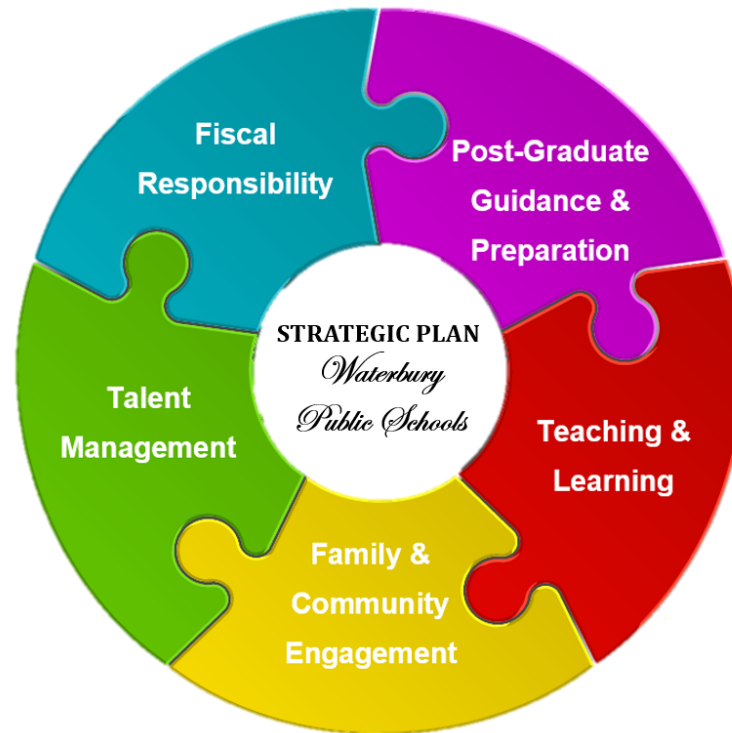 Fiscal
Responsibility
Post-Graduate
Guidance &
Preparation
STRATEGIC PLAN
Waterbury
Public Schools
Talent
Management
Teaching &
Learning
Family &
Community
Engagement